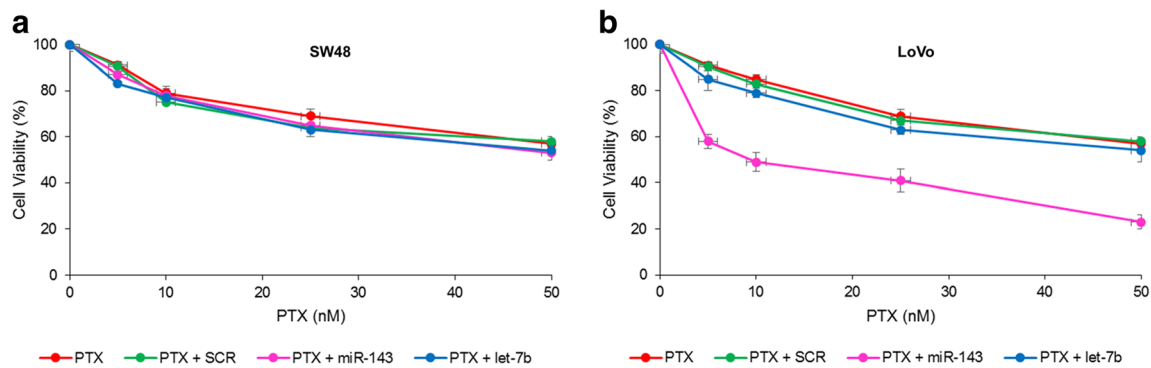 a
SW48
Cell Viability (%)
100
80
60
40
20
0
0 10 20 30 40 50
PTX (nM)
PTX PTX + SCR PTX + miR-143 PTX + let-7b
b
LoVo
Cell Viability (%)
100
80
60
40
20
0
0 10 20 30 40 50
PTX (nM)
PTX PTX + SCR PTX + miR-143 PTX + let-7b